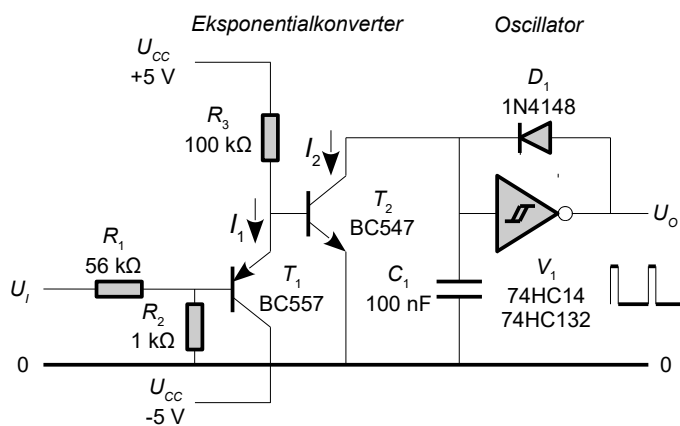 Eksponentialkonverter
Oscillator
U_CC
+5 V
R_3
100 kΩ
I_2
D_1
1N4148
T_2
BC547
I_1
R_1
56 kΩ
U_I
R_2
1 kΩ
T_1
BC557
C_1
100 nF
V_1
74HC14
74HC132
U_O
0
0
U_CC
-5 V